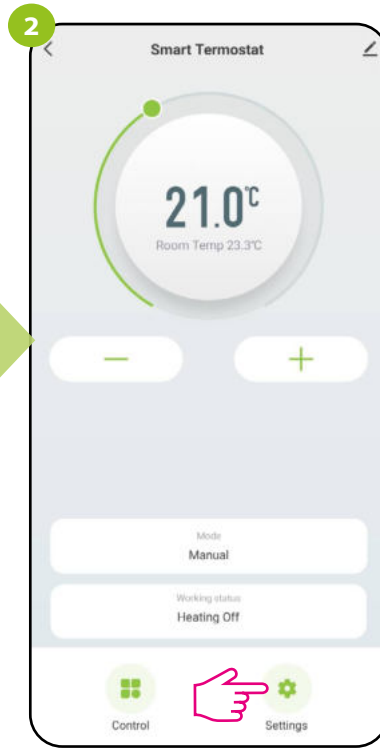 2
Smart Termostat
21.0°C
Room Temp 23.3°C
Mode
Manual
Working status
Heating Off
Control
Settings